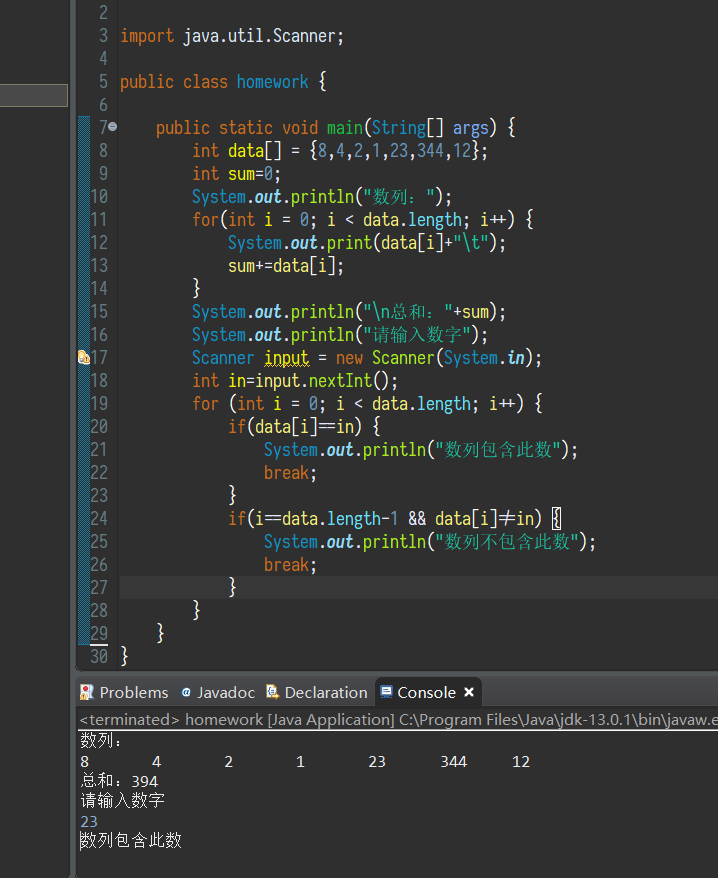 2
3 import java.util.Scanner;
4
5 public class homework {
6
7 public static void main(String[] args) {
8 int data[] = {8,4,2,1,23,344,12};
9 int sum=0;
10 System.out.println("数列：");
11 for(int i = 0; i < data.length; i++) {
12 System.out.print(data[i]+"\t");
13 sum+=data[i];
14 }
15 System.out.println("\n总和："+sum);
16 System.out.println("请输入数字");
17 Scanner input = new Scanner(System.in);
18 int in=input.nextInt();
19 for (int i = 0; i < data.length; i++) {
20 if(data[i]==in) {
21 System.out.println("数列包含此数");
22 break;
23 }
24 if(i==data.length-1 && data[i]≠in) {
25 System.out.println("数列不包含此数");
26 break;
27 }
28 }
29 }
30 }
Problems @ Javadoc Declaration Console
<terminated> homework [Java Application] C:\Program Files\Java\jdk-13.0.1\bin\javaw.e
数列：
8 4 2 1 23 344 12
总和：394
请输入数字
23
数列包含此数